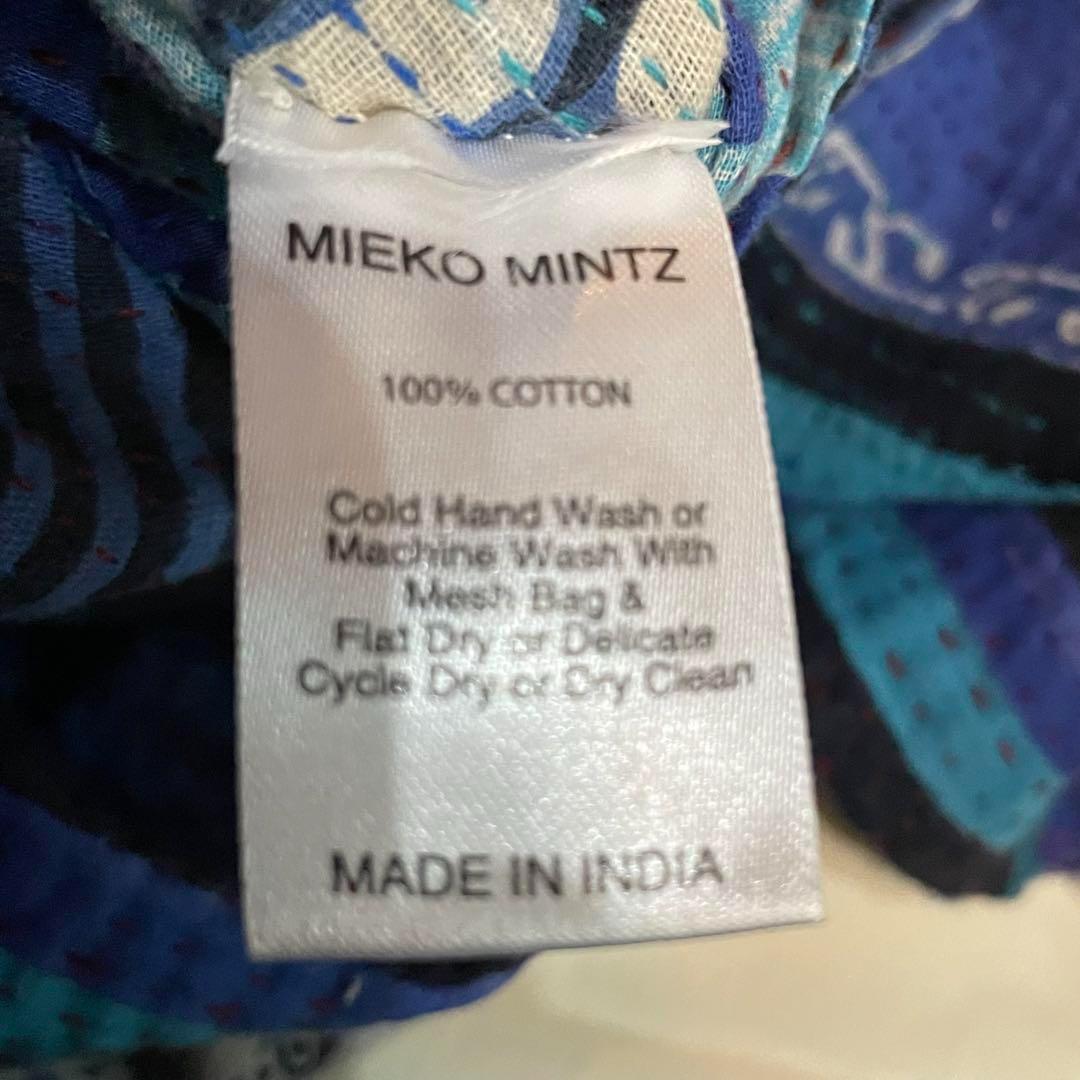 MIEKO MINTZ
100% COTTON
Cold Hand Wash or
Machine Wash With
Mesh Bag &
Flat Dry or Delicate
Cycle Dry or Dry Clean
MADE IN INDIA